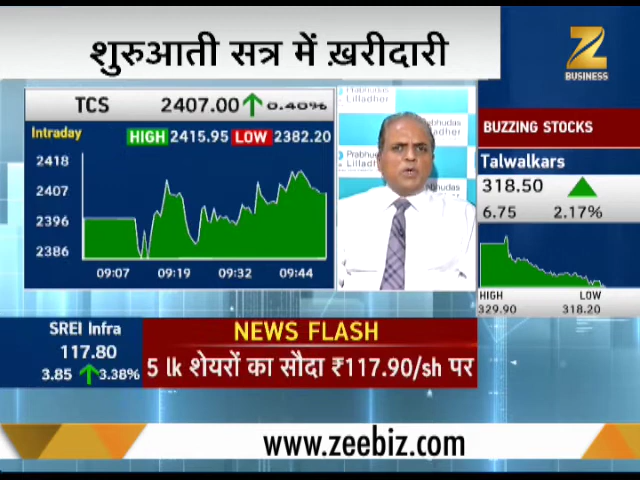 शुरुआती सत्र में ख़रीदारी
Z
BUSINESS
TCS 2407.00 0.40%
Intraday HIGH 2415.95 LOW 2382.20
2418
2407
2396
2386
09:07 09:19 09:32 09:44
Lilladher
Prabhudas
Lilladher
BUZZING STOCKS
Talwalkars
318.50
6.75 2.17%
HIGH LOW
329.90 318.20
SREI Infra
117.80
3.85 3.38%
NEWS FLASH
5 lk शेयरों का सौदा ₹117.90/sh पर
www.zeebiz.com